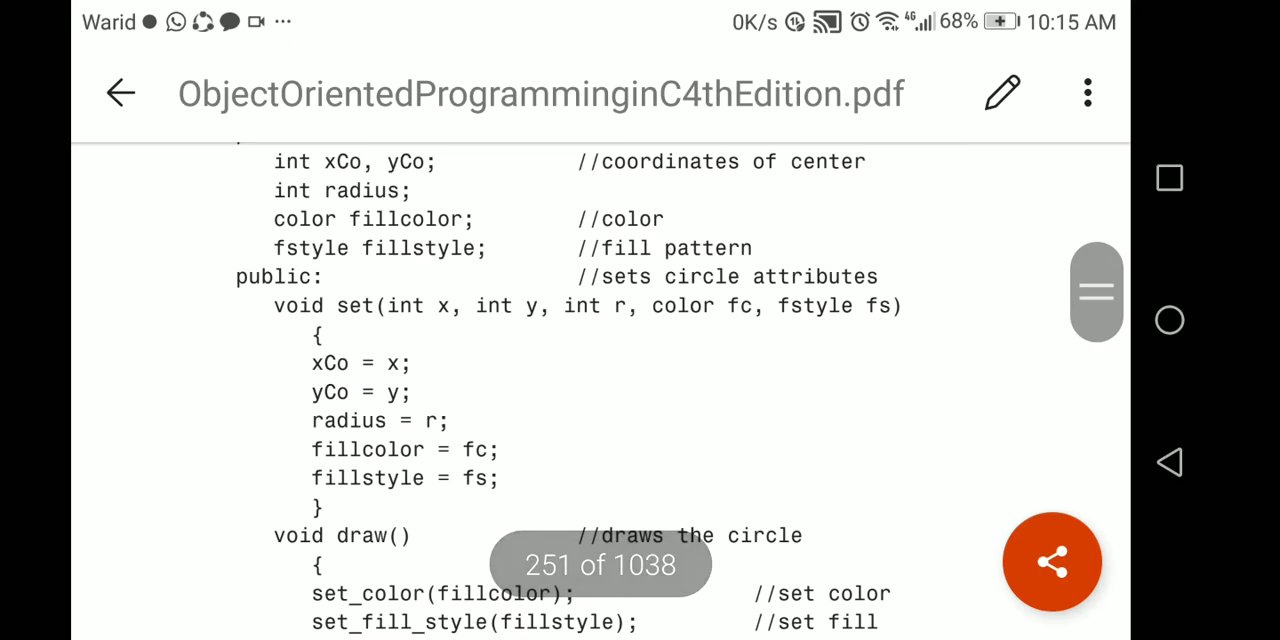 Warid 0K/s 4G 68% 10:15 AM
ObjectOrientedProgramminginC4thEdition.pdf
int xCo, yCo; //coordinates of center
int radius;
color fillcolor; //color
fstyle fillstyle; //fill pattern
public: //sets circle attributes
void set(int x, int y, int r, color fc, fstyle fs)
{
xCo = x;
yCo = y;
radius = r;
fillcolor = fc;
fillstyle = fs;
}
void draw() //draws the circle
{
251 of 1038
set_color(fillcolor); //set color
set_fill_style(fillstyle); //set fill